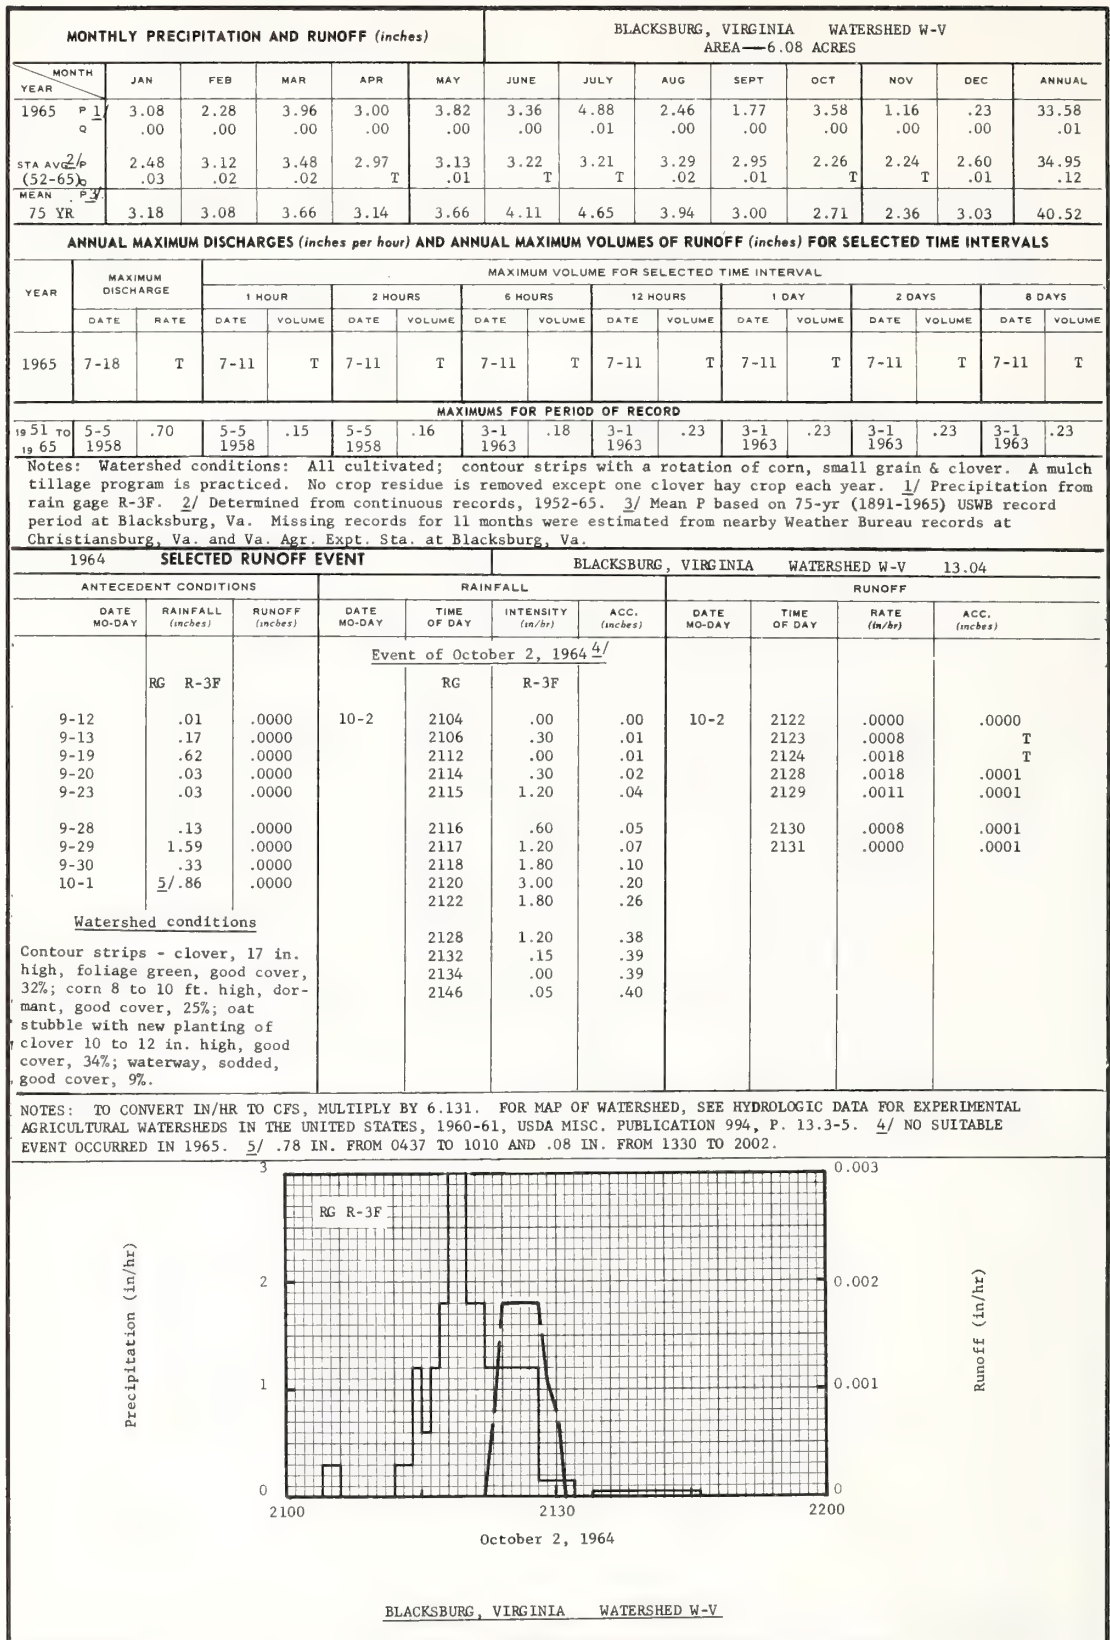 MONTHLY PRECIPITATION AND RUNOFF (inches) BLACKSBURG, VIRGINIA WATERSHED W-V
AREA—6.08 ACRES
MONTH YEAR JAN FEB MAR APR MAY JUNE JULY AUG SEPT OCT NOV DEC ANNUAL
1965 P 1/ 3.08 2.28 3.96 3.00 3.82 3.36 4.88 2.46 1.77 3.58 1.16 .23 33.58
Q .00 .00 .00 .00 .00 .00 .01 .00 .00 .00 .00 .00 .01
STA AVG 2/ P 2.48 3.12 3.48 2.97 3.13 3.22 3.21 3.29 2.95 2.26 2.24 2.60 34.95
(52-65) Q .03 .02 .02 T .01 T T .02 .01 T T .01 .12
MEAN P 3/
75 YR 3.18 3.08 3.66 3.14 3.66 4.11 4.65 3.94 3.00 2.71 2.36 3.03 40.52
ANNUAL MAXIMUM DISCHARGES (inches per hour) AND ANNUAL MAXIMUM VOLUMES OF RUNOFF (inches) FOR SELECTED TIME INTERVALS
YEAR MAXIMUM DISCHARGE MAXIMUM VOLUME FOR SELECTED TIME INTERVAL
1 HOUR 2 HOURS 6 HOURS 12 HOURS 1 DAY 2 DAYS 8 DAYS
DATE RATE DATE VOLUME DATE VOLUME DATE VOLUME DATE VOLUME DATE VOLUME DATE VOLUME DATE VOLUME
1965 7-18 T 7-11 T 7-11 T 7-11 T 7-11 T 7-11 T 7-11 T 7-11 T
MAXIMUMS FOR PERIOD OF RECORD
19 51 TO 5-5 .70 5-5 .15 5-5 .16 3-1 .18 3-1 .23 3-1 .23 3-1 .23 3-1 .23
19 65 1958 1958 1958 1963 1963 1963 1963 1963
Notes: Watershed conditions: All cultivated; contour strips with a rotation of corn, small grain & clover. A mulch
tillage program is practiced. No crop residue is removed except one clover hay crop each year. 1/ Precipitation from
rain gage R-3F. 2/ Determined from continuous records, 1952-65. 3/ Mean P based on 75-yr (1891-1965) USWB record
period at Blacksburg, Va. Missing records for 11 months were estimated from nearby Weather Bureau records at
Christiansburg, Va. and Va. Agr. Expt. Sta. at Blacksburg, Va.
1964 SELECTED RUNOFF EVENT BLACKSBURG, VIRGINIA WATERSHED W-V 13.04
ANTECEDENT CONDITIONS RAINFALL RUNOFF
DATE MO-DAY RAINFALL (inches) RUNOFF (inches) DATE MO-DAY TIME OF DAY INTENSITY (in/hr) ACC. (inches) DATE MO-DAY TIME OF DAY RATE (in/hr) ACC. (inches)
Event of October 2, 1964 4/
RG R-3F RG R-3F
9-12 .01 .0000 10-2 2104 .00 .00 10-2 2122 .0000 .0000
9-13 .17 .0000 2106 .30 .01 2123 .0008 T
9-19 .62 .0000 2112 .00 .01 2124 .0018 T
9-20 .03 .0000 2114 .30 .02 2128 .0018 .0001
9-23 .03 .0000 2115 1.20 .04 2129 .0011 .0001
9-28 .13 .0000 2116 .60 .05 2130 .0008 .0001
9-29 1.59 .0000 2117 1.20 .07 2131 .0000 .0001
9-30 .33 .0000 2118 1.80 .10
10-1 5/.86 .0000 2120 3.00 .20
2122 1.80 .26
Watershed conditions
2128 1.20 .38
2132 .15 .39
2134 .00 .39
2146 .05 .40
Contour strips - clover, 17 in.
high, foliage green, good cover,
32%; corn 8 to 10 ft. high, dor-
mant, good cover, 25%; oat
stubble with new planting of
clover 10 to 12 in. high, good
cover, 34%; waterway, sodded,
good cover, 9%.
NOTES: TO CONVERT IN/HR TO CFS, MULTIPLY BY 6.131. FOR MAP OF WATERSHED, SEE HYDROLOGIC DATA FOR EXPERIMENTAL
AGRICULTURAL WATERSHEDS IN THE UNITED STATES, 1960-61, USDA MISC. PUBLICATION 994, P. 13.3-5. 4/ NO SUITABLE
EVENT OCCURRED IN 1965. 5/ .78 IN. FROM 0437 TO 1010 AND .08 IN. FROM 1330 TO 2002.
3 0.003
RG R-3F
2 0.002
Precipitation (in/hr) Runoff (in/hr)
1 0.001
0 0
2100 2130 2200
October 2, 1964
BLACKSBURG, VIRGINIA WATERSHED W-V